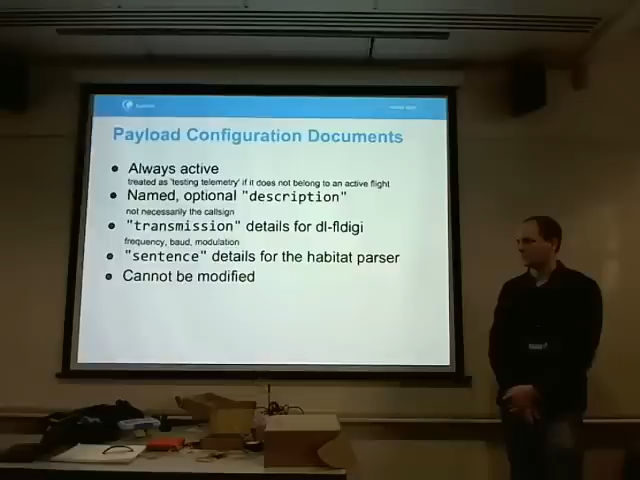 Payload Configuration Documents
• Always active
treated as 'testing telemetry' if it does not belong to an active flight
• Named, optional "description"
not necessarily the callsign
• "transmission" details for dl-fldigi
frequency, baud, modulation
• "sentence" details for the habitat parser
• Cannot be modified